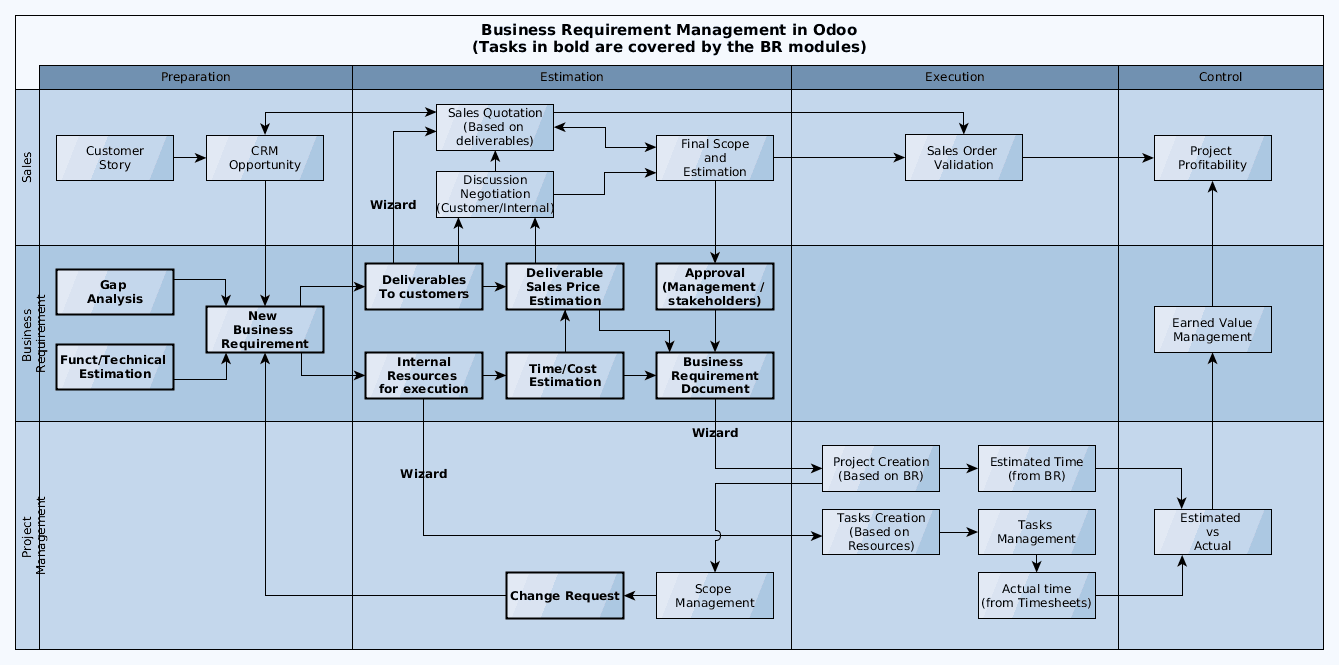 Business Requirement Management in Odoo
(Tasks in bold are covered by the BR modules)
Preparation
Estimation
Execution
Control
Sales
Customer
Story
CRM
Opportunity
Sales Quotation
(Based on
deliverables)
Discussion
Negotiation
(Customer/Internal)
Wizard
Final Scope
and
Estimation
Sales Order
Validation
Project
Profitability
Business
Requirement
Gap
Analysis
Funct/Technical
Estimation
New
Business
Requirement
Deliverables
To customers
Deliverable
Sales Price
Estimation
Approval
(Management /
stakeholders)
Internal
Resources
for execution
Time/Cost
Estimation
Business
Requirement
Document
Earned Value
Management
Project
Management
Wizard
Wizard
Project Creation
(Based on BR)
Estimated Time
(from BR)
Tasks Creation
(Based on
Resources)
Tasks
Management
Estimated
vs
Actual
Change Request
Scope
Management
Actual time
(from Timesheets)